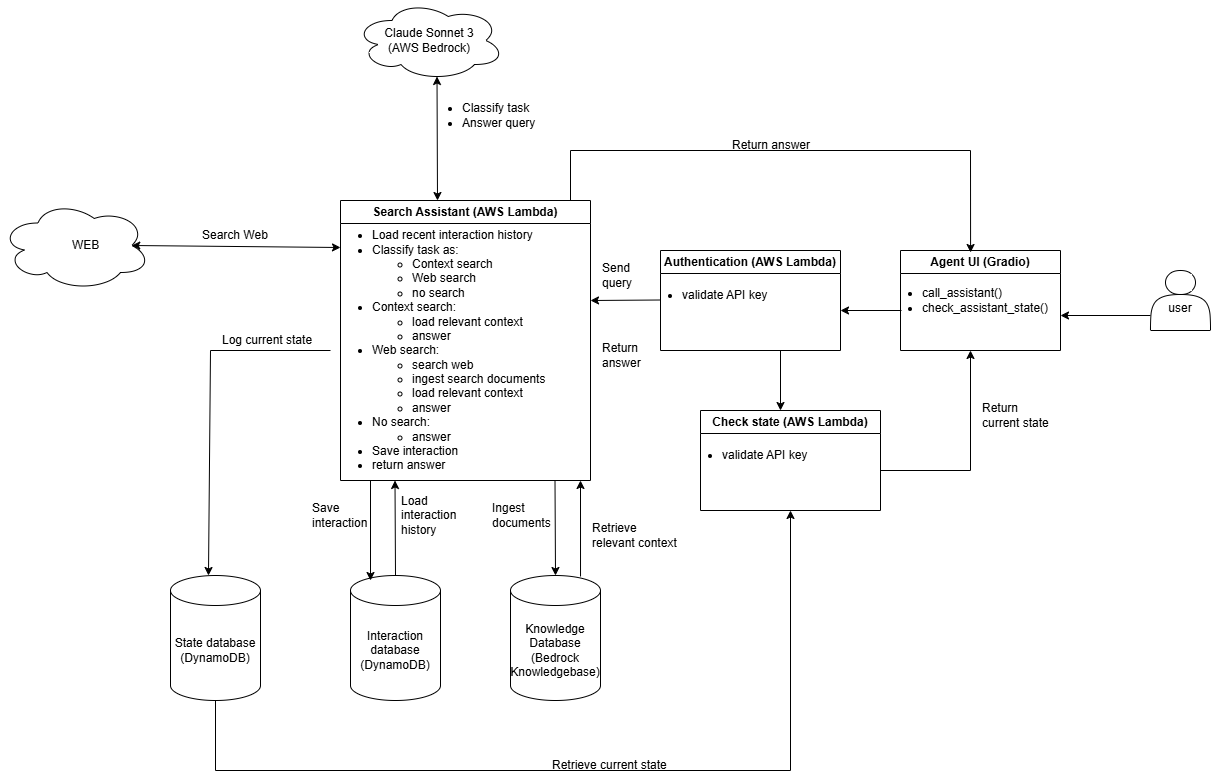 Claude Sonnet 3
(AWS Bedrock)
Classify task
Answer query
Return answer
WEB
Search Web
Search Assistant (AWS Lambda)
Load recent interaction history
Classify task as:
Context search
Web search
no search
Context search:
load relevant context
answer
Web search:
search web
ingest search documents
load relevant context
answer
No search:
answer
Save interaction
return answer
Send
query
Return
answer
Authentication (AWS Lambda)
validate API key
Agent UI (Gradio)
call_assistant()
check_assistant_state()
user
Log current state
Check state (AWS Lambda)
validate API key
Return
current state
Save
interaction
Load
interaction
history
Ingest
documents
Retrieve
relevant context
State database
(DynamoDB)
Interaction
database
(DynamoDB)
Knowledge
Database
(Bedrock
Knowledgebase)
Retrieve current state